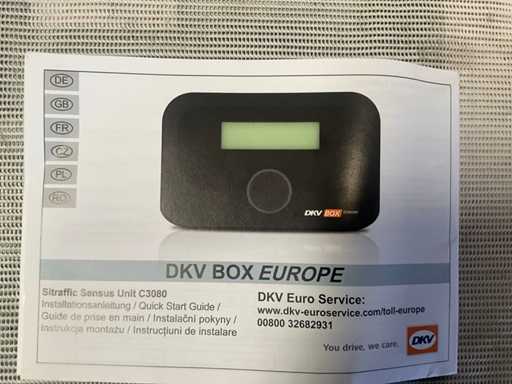 DE
GB
FR
CZ
PL
RO
DKV BOX EUROPE
DKV BOX EUROPE
Sitraffic Sensus Unit C3080
Installationsanleitung / Quick Start Guide /
Guide de prise en main / Instalační pokyny /
Instrukcja montażu / Instrucțiuni de instalare
DKV Euro Service:
www.dkv-euroservice.com/toll-europe
00800 32682931
You drive, we care.
DKV